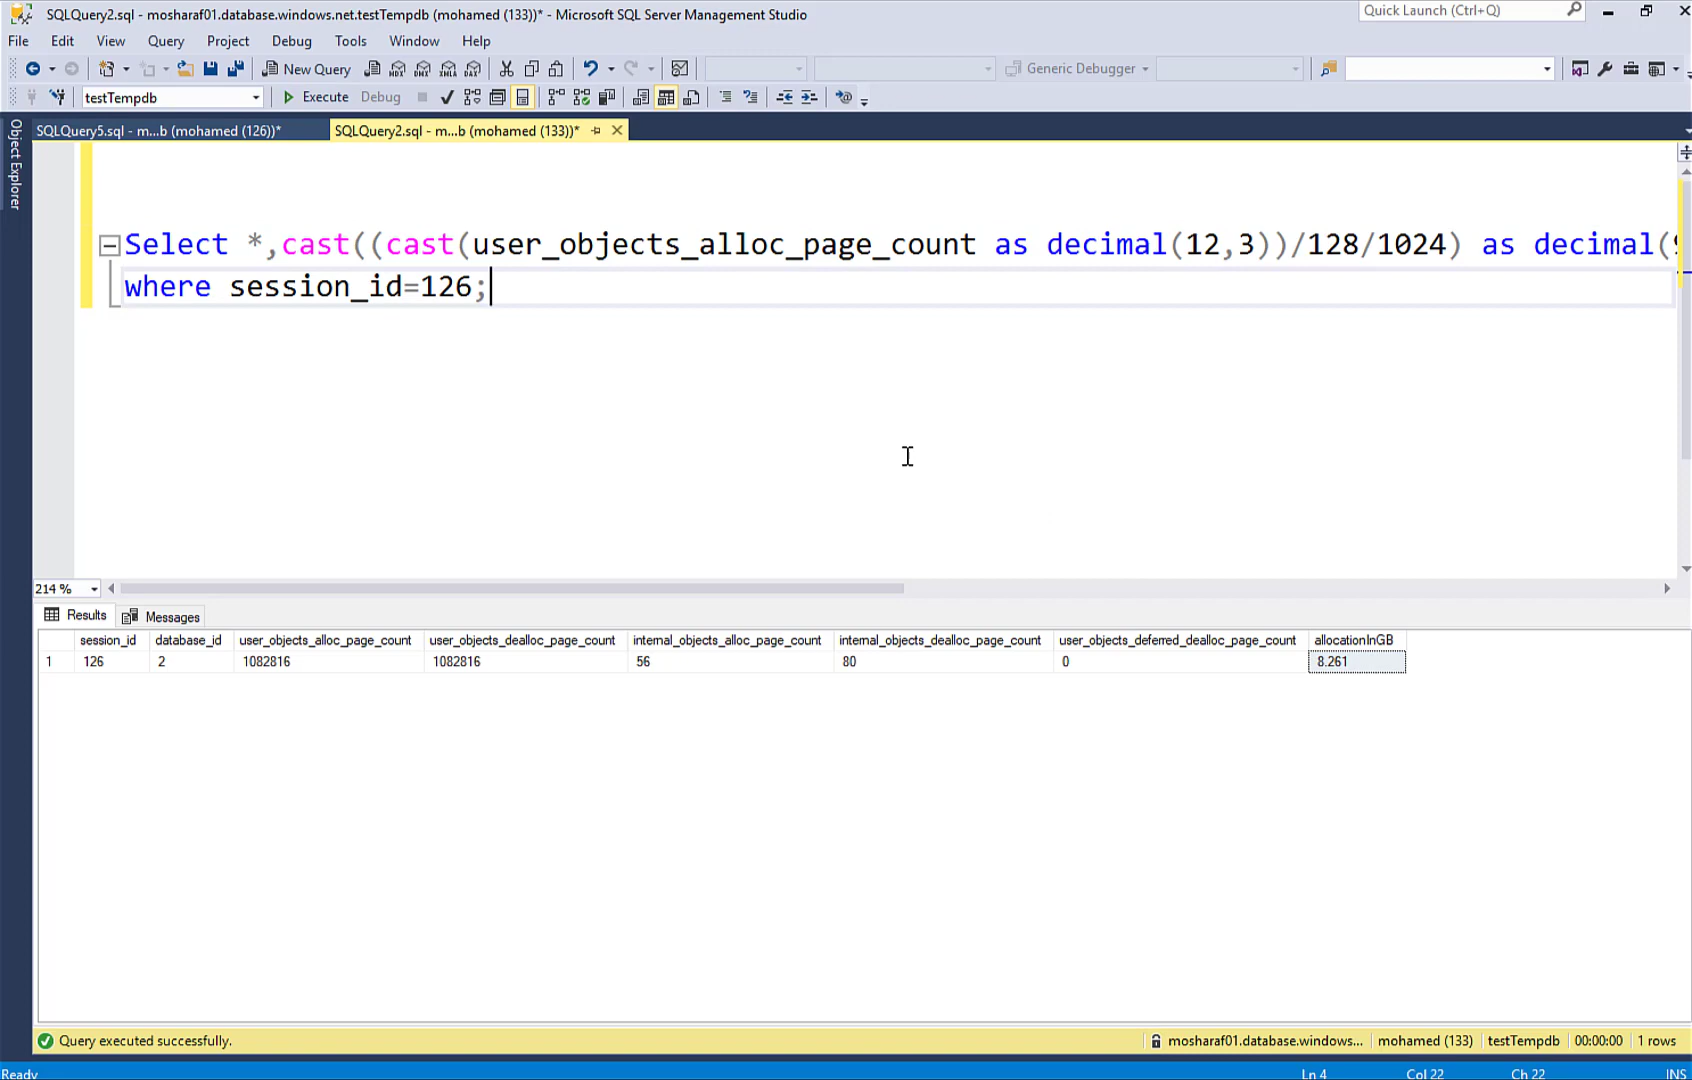 SQLQuery2.sql - mosharaf01.database.windows.net.testTempdb (mohamed (133))* - Microsoft SQL Server Management Studio
Quick Launch (Ctrl+Q)
File Edit View Query Project Debug Tools Window Help
New Query
MDX DMX XMLA DAX
Generic Debugger
testTempdb
Execute Debug
SQLQuery5.sql - m...b (mohamed (126))*
SQLQuery2.sql - m...b (mohamed (133))*
Object Explorer
Select *,cast((cast(user_objects_alloc_page_count as decimal(12,3))/128/1024) as decimal(9
where session_id=126;
214 %
Results Messages
session_id database_id user_objects_alloc_page_count user_objects_dealloc_page_count internal_objects_alloc_page_count internal_objects_dealloc_page_count user_objects_deferred_dealloc_page_count allocationInGB
1 126 2 1082816 1082816 56 80 0 8.261
Query executed successfully.
mosharaf01.database.windows... mohamed (133) testTempdb 00:00:00 1 rows
Ready
Ln 4 Col 22 Ch 22 INS